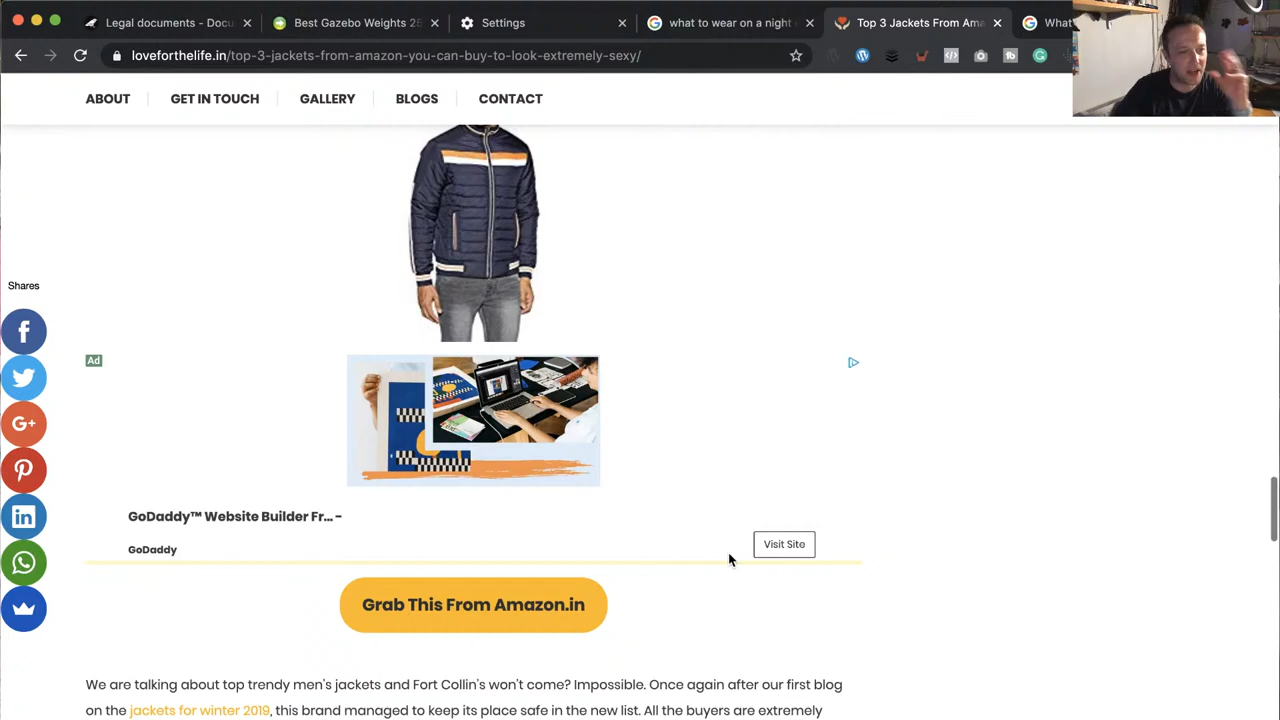 Legal documents - Docu
Best Gazebo Weights 25
Settings
what to wear on a night
Top 3 Jackets From Ama
What
loveforthelife.in/top-3-jackets-from-amazon-you-can-buy-to-look-extremely-sexy/
ABOUT
GET IN TOUCH
GALLERY
BLOGS
CONTACT
Shares
Ad
GoDaddy™ Website Builder Fr... -
GoDaddy
Visit Site
Grab This From Amazon.in
We are talking about top trendy men's jackets and Fort Collin's won't come? Impossible. Once again after our first blog
on the jackets for winter 2019, this brand managed to keep its place safe in the new list. All the buyers are extremely